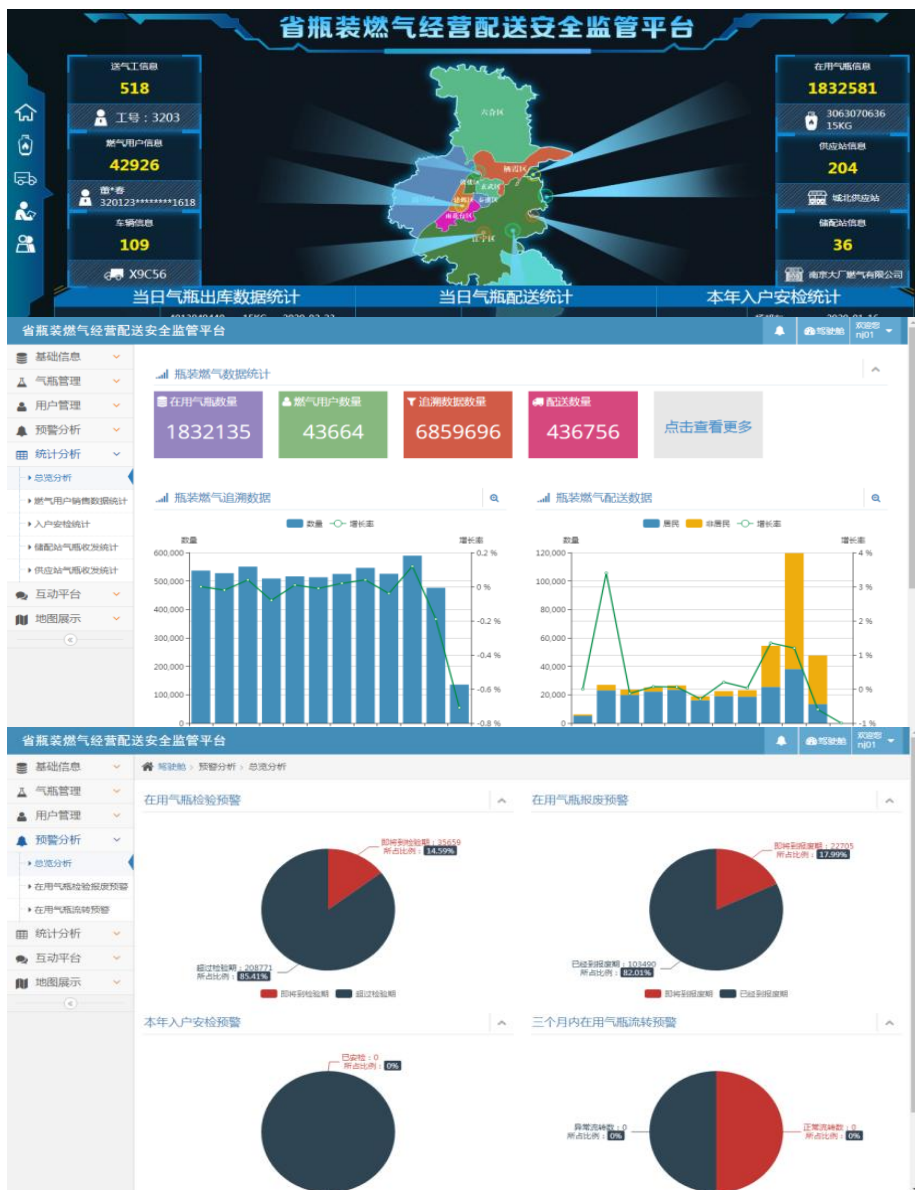 省瓶装燃气经营配送安全监管平台
送气工信息
518
工号：3203
燃气用户信息
42926
320123********1618
车辆信息
109
X9C56
六合区
栖霞区
玄武区
江宁区
在用气瓶信息
1832581
3063070636
15KG
供应站信息
204
城北供应站
储配站信息
36
南京大厂燃气有限公司
当日气瓶出库数据统计
当日气瓶配送统计
本年入户安检统计
省瓶装燃气经营配送安全监管平台
驾驶舱
欢迎您
nj01
基础信息
气瓶管理
用户管理
预警分析
统计分析
总览分析
燃气用户销售数据统计
入户安检统计
储配站气瓶收发统计
供应站气瓶收发统计
互动平台
地图展示
瓶装燃气数据统计
在用气瓶数量
1832135
燃气用户数量
43664
追溯数据数量
6859696
配送数量
436756
点击查看更多
瓶装燃气追溯数据
数量 增长率
数量
增长率
600,000
500,000
400,000
300,000
200,000
100,000
0
0.2 %
0 %
-0.2 %
-0.4 %
-0.6 %
-0.8 %
瓶装燃气配送数据
居民 非居民 增长率
数量
增长率
120,000
100,000
80,000
60,000
40,000
20,000
0
4 %
3 %
2 %
1 %
0 %
-1 %
省瓶装燃气经营配送安全监管平台
驾驶舱
欢迎您
nj01
基础信息
气瓶管理
用户管理
预警分析
总览分析
在用气瓶检验报废预警
在用气瓶流转预警
统计分析
互动平台
地图展示
驾驶舱 > 预警分析 > 总览分析
在用气瓶检验预警
即将到检验期：35659
所占比例：14.59%
超过检验期：208771
所占比例：85.41%
即将到检验期 超过检验期
在用气瓶报废预警
即将到报废期：22705
所占比例：17.99%
已经到报废期：103490
所占比例：82.01%
即将到报废期 已经到报废期
本年入户安检预警
已安检：0
所占比例：0%
三个月内在用气瓶流转预警
异常流转数：0
所占比例：0%
正常流转数：0
所占比例：0%